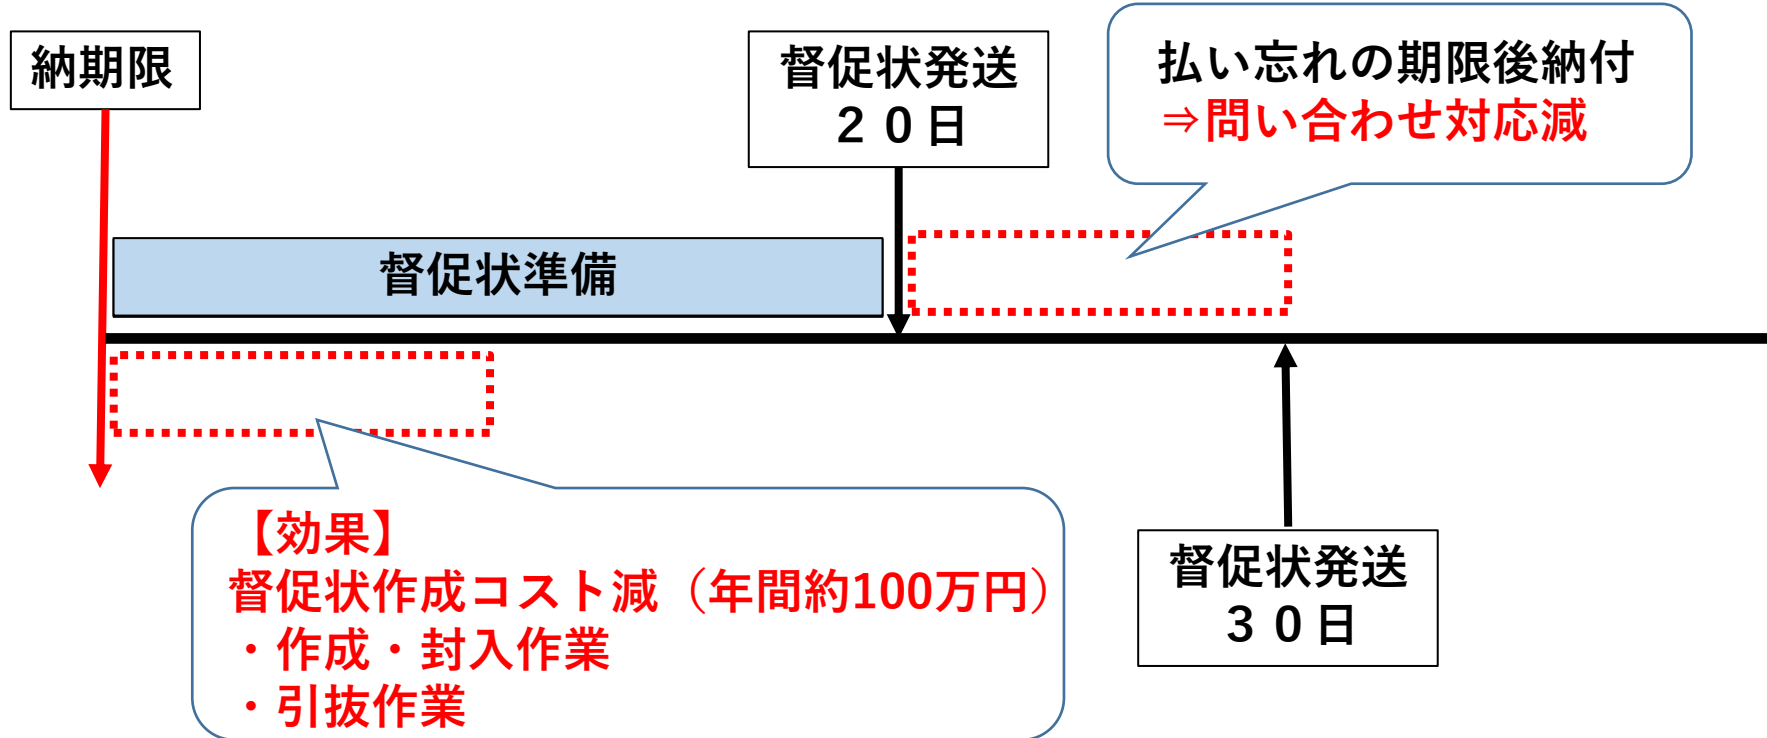 納期限
督促状発送
２０日
払い忘れの期限後納付
⇒問い合わせ対応減
督促状準備
【効果】
督促状作成コスト減（年間約100万円）
・作成・封入作業
・引抜作業
督促状発送
３０日